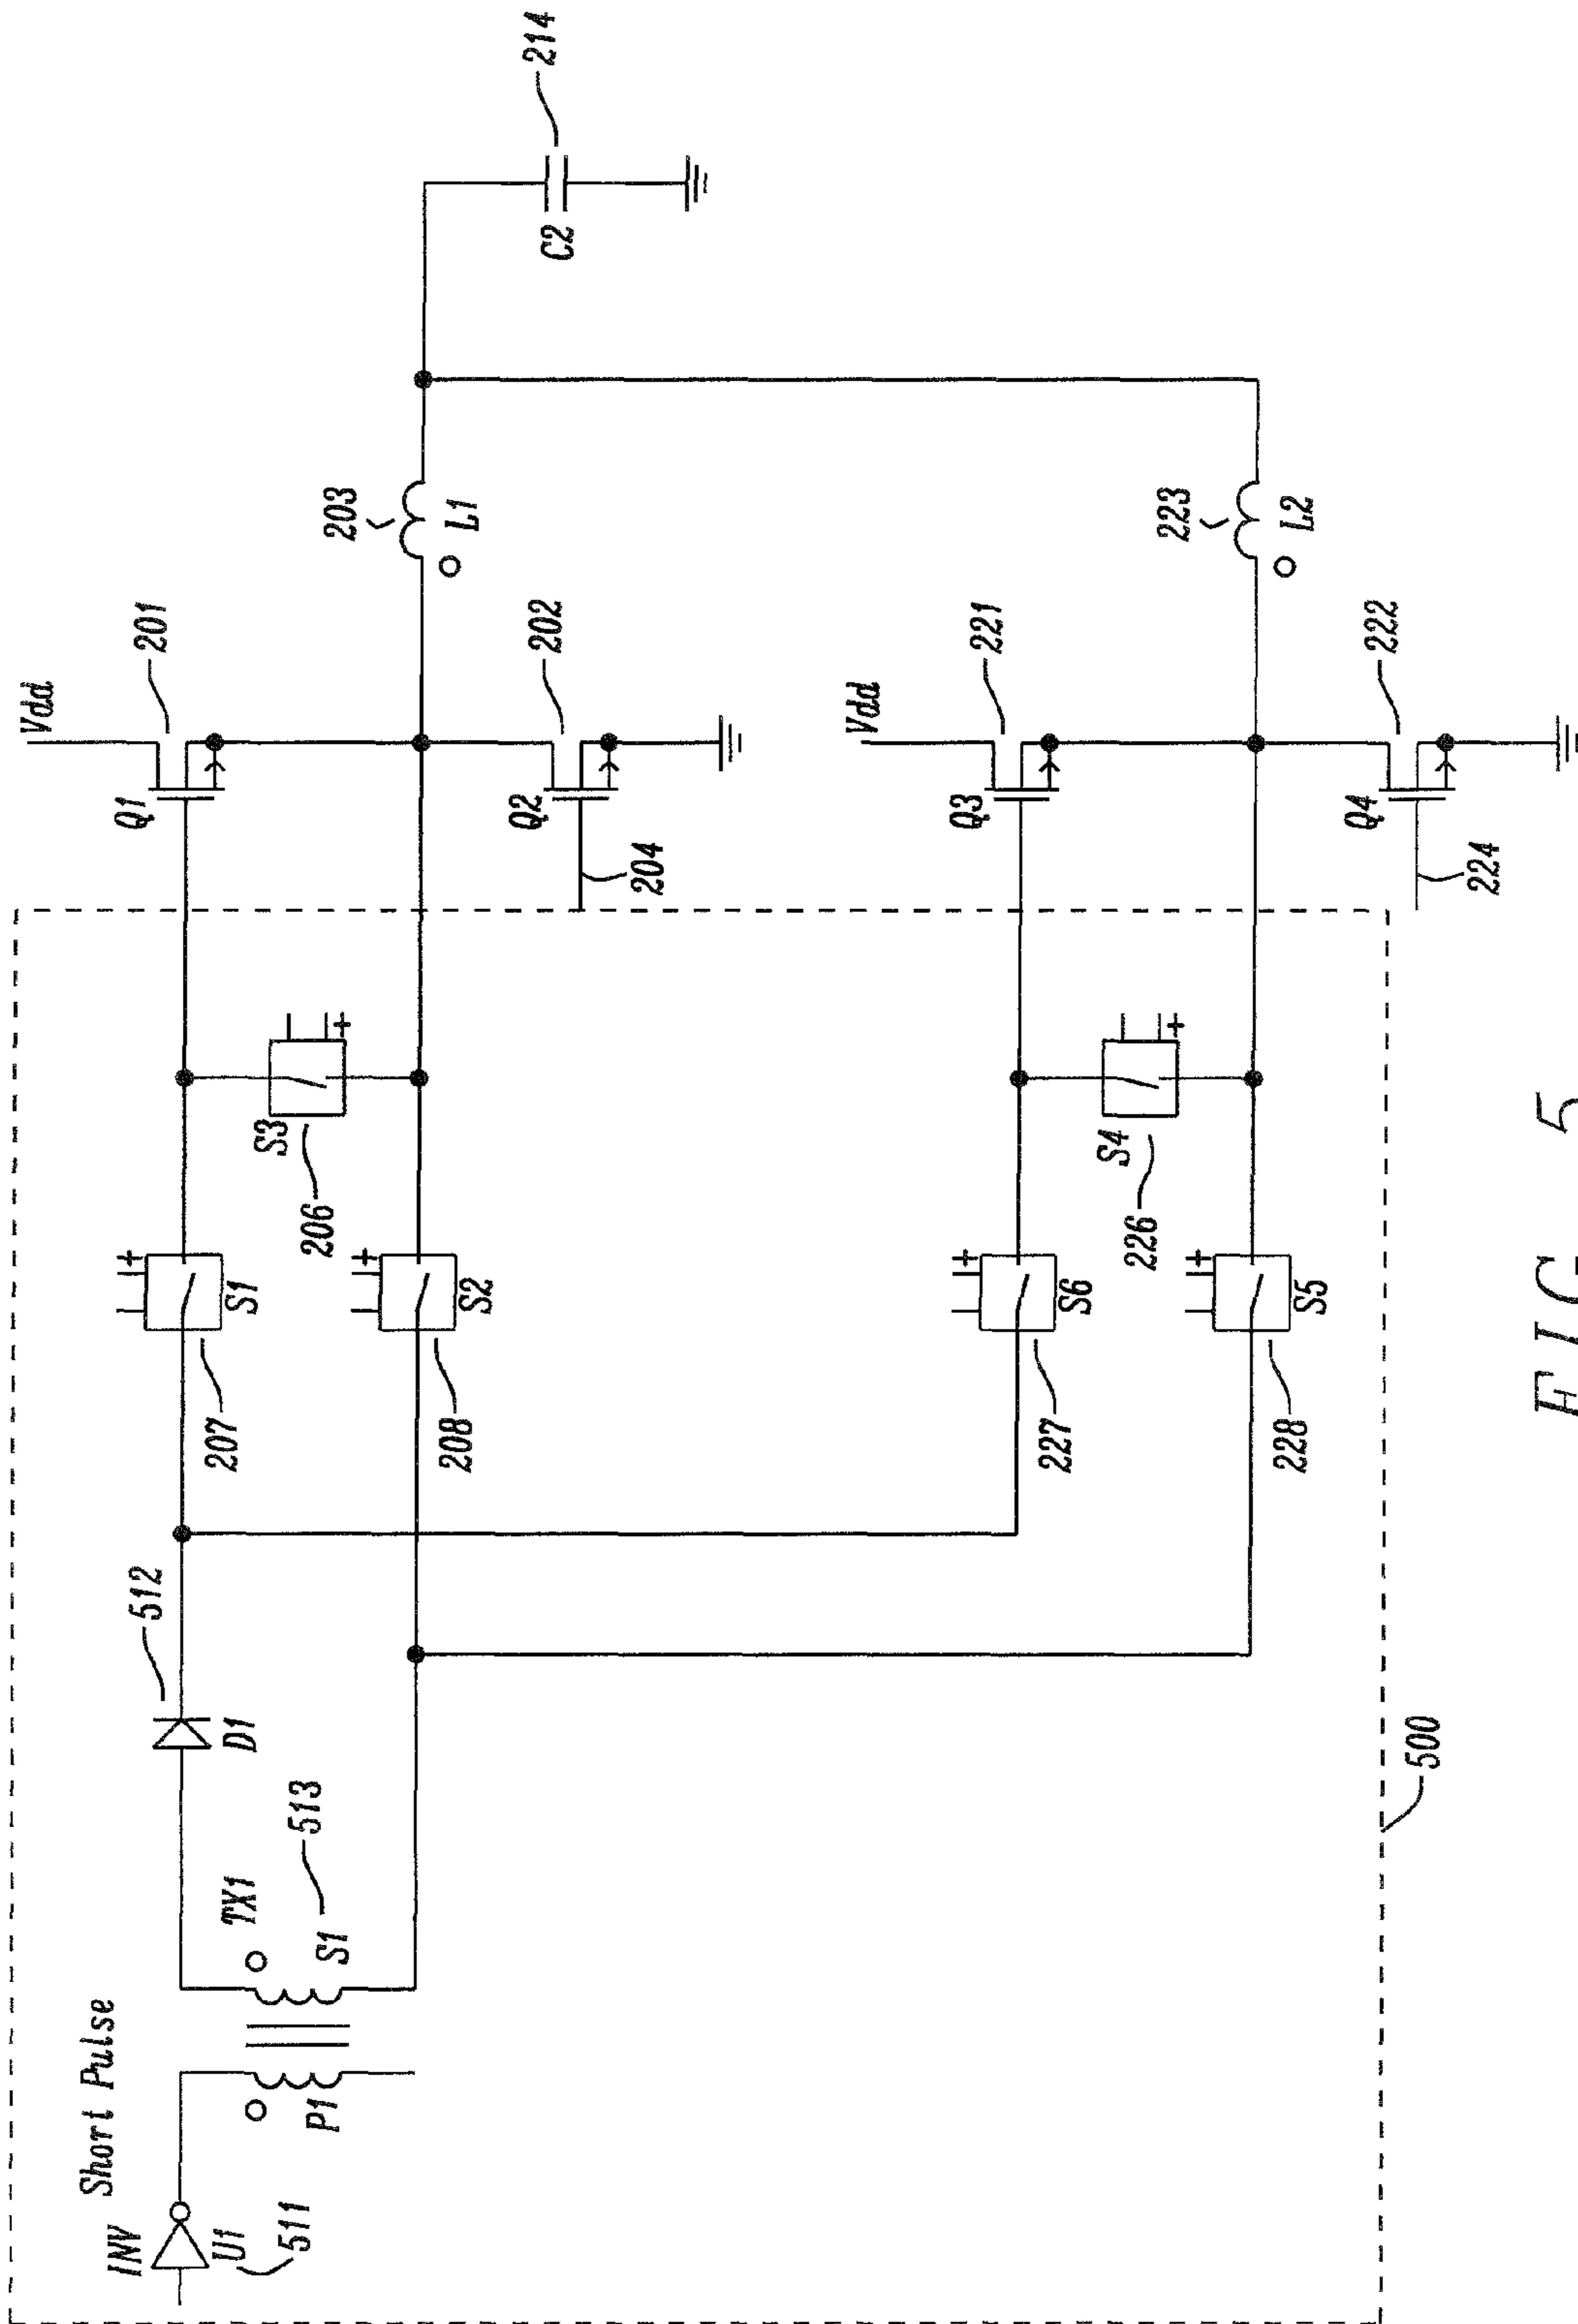 Short Pulse
INV
U1
511
P1
TX1
S1
513
D1
512
207
S1
208
S2
S3
206
227
S6
228
S5
S4
226
500
Vdd
Q1
201
Q2
202
204
Vdd
Q3
221
Q4
222
224
203
L1
223
L2
C2
214
+
+
+
+
+
+
FIG 5